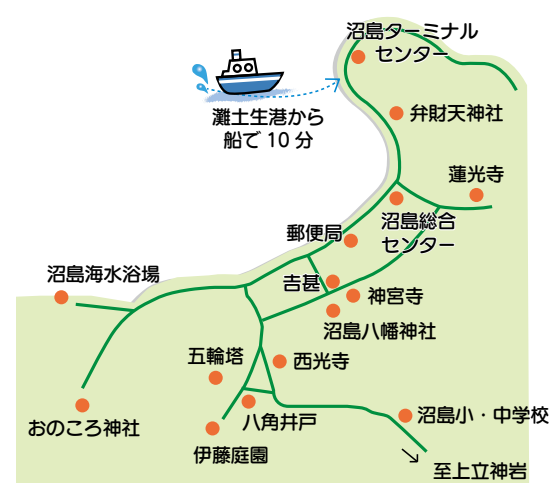 沼島ターミナル
センター
灘土生港から
船で10分
弁財天神社
蓮光寺
沼島総合
センター
郵便局
沼島海水浴場
吉甚
神宮寺
沼島八幡神社
五輪塔
西光寺
おのころ神社
八角井戸
沼島小・中学校
伊藤庭園
至上立神岩